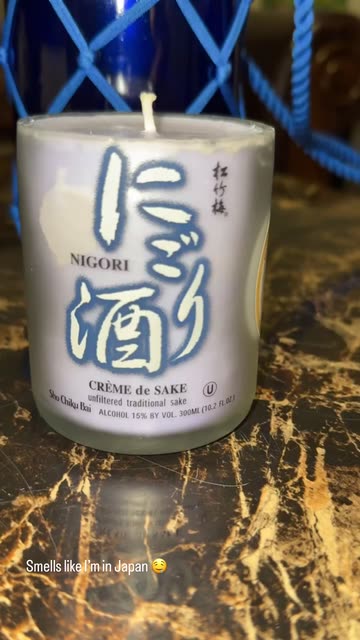 松竹梅
にごり
酒
NIGORI
CRÈME de SAKE
unfiltered traditional sake
Sho Chiku Bai
ALCOHOL 15% BY VOL. 300ML (10.2 FL.OZ.)
U
Smells like I'm in Japan 🤤